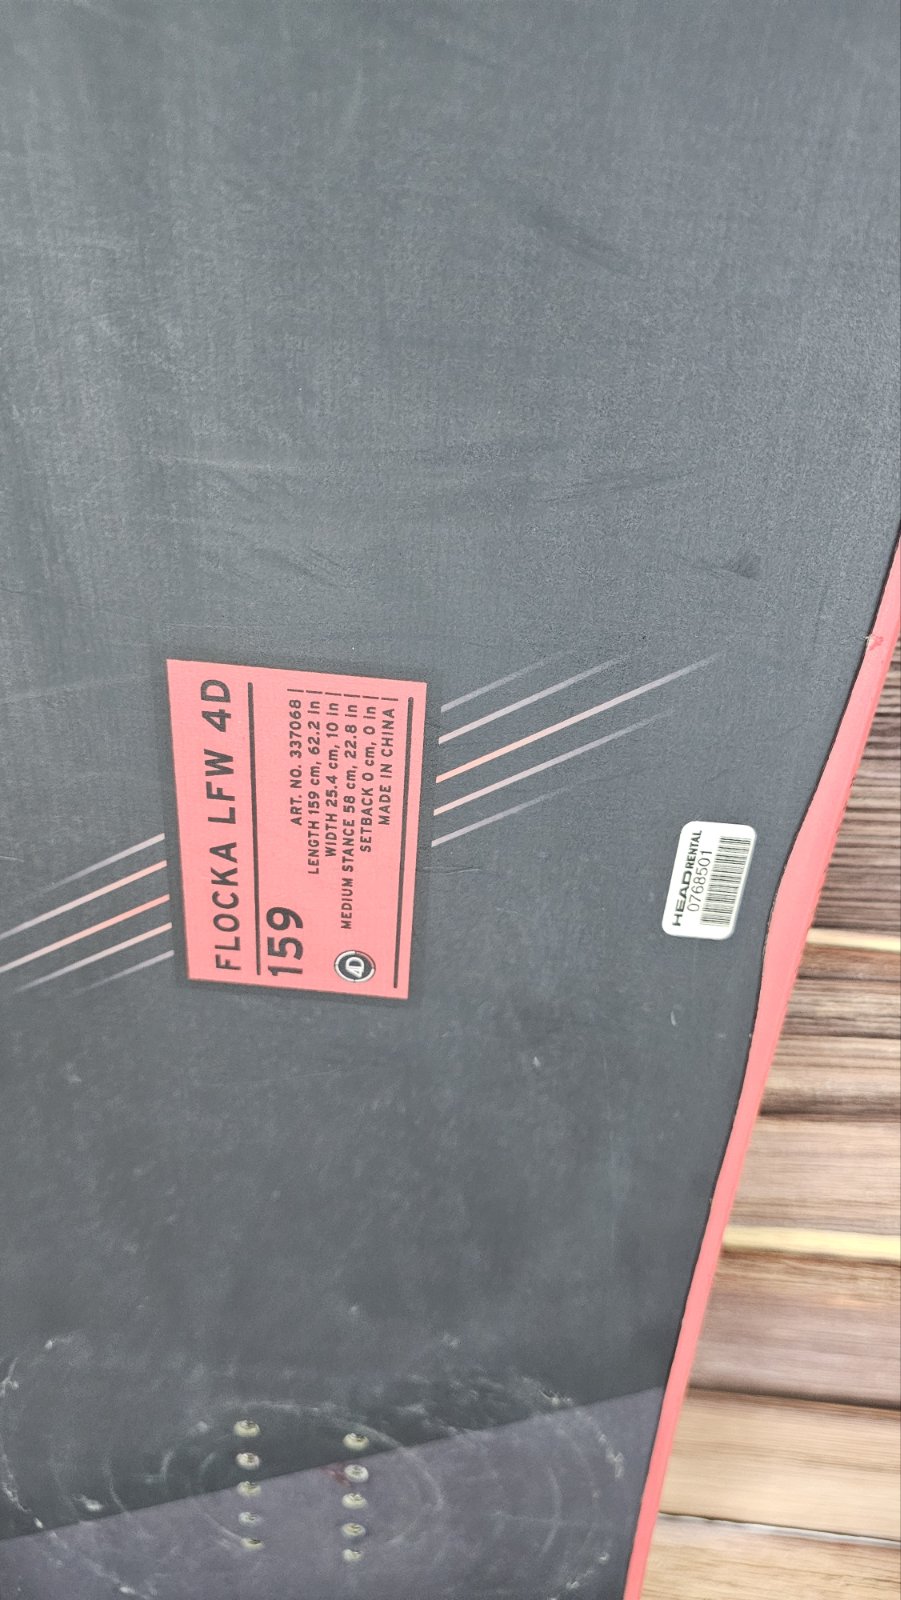 FLOCKA LFW 4D
159
ART. NO. 337068 |
LENGTH 159 cm, 62.2 in |
WIDTH 25.4 cm, 10 in |
MEDIUM STANCE 58 cm, 22.8 in |
SETBACK 0 cm, 0 in |
MADE IN CHINA |
4D
HEAD RENTAL
0768501